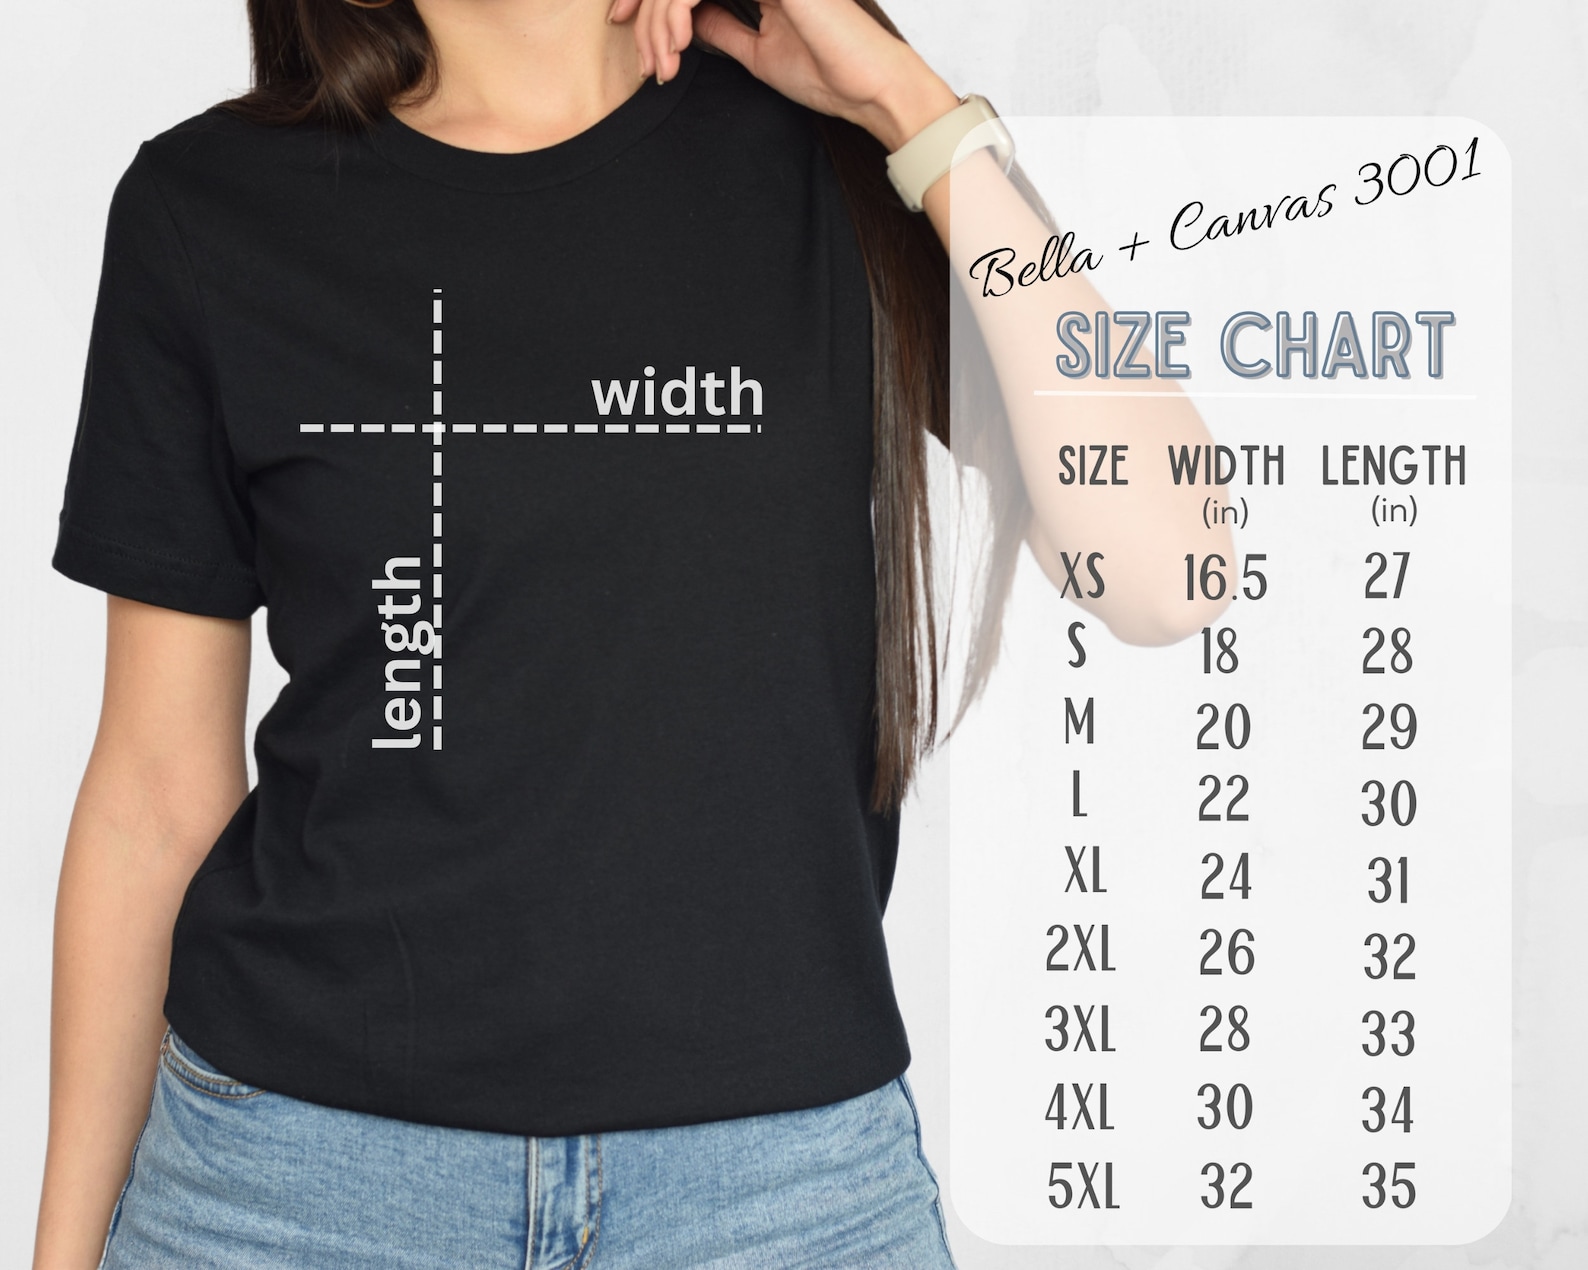 width
length
Bella + Canvas 3001
SIZE CHART
SIZE WIDTH LENGTH
(in) (in)
XS 16.5 27
S 18 28
M 20 29
L 22 30
XL 24 31
2XL 26 32
3XL 28 33
4XL 30 34
5XL 32 35